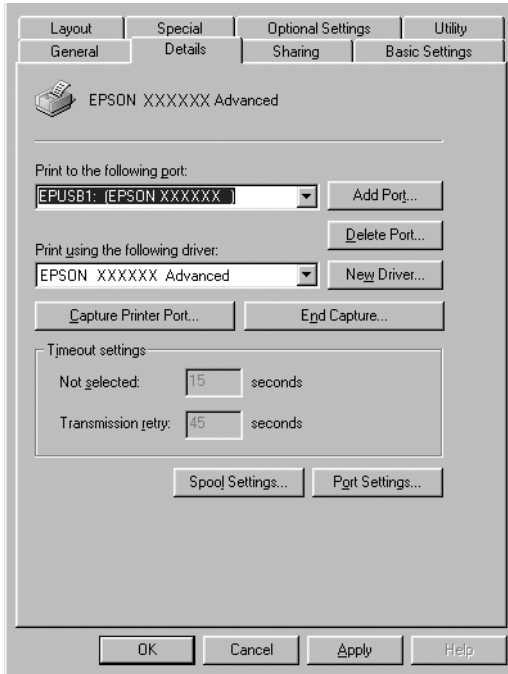 Layout Special Optional Settings Utility
General Details Sharing Basic Settings
EPSON XXXXXX Advanced
Print to the following port:
EPUSB1: (EPSON XXXXXX ) Add Port...
Delete Port...
Print using the following driver:
EPSON XXXXXX Advanced New Driver...
Capture Printer Port... End Capture...
Timeout settings
Not selected: 15 seconds
Transmission retry: 45 seconds
Spool Settings... Port Settings...
OK Cancel Apply Help